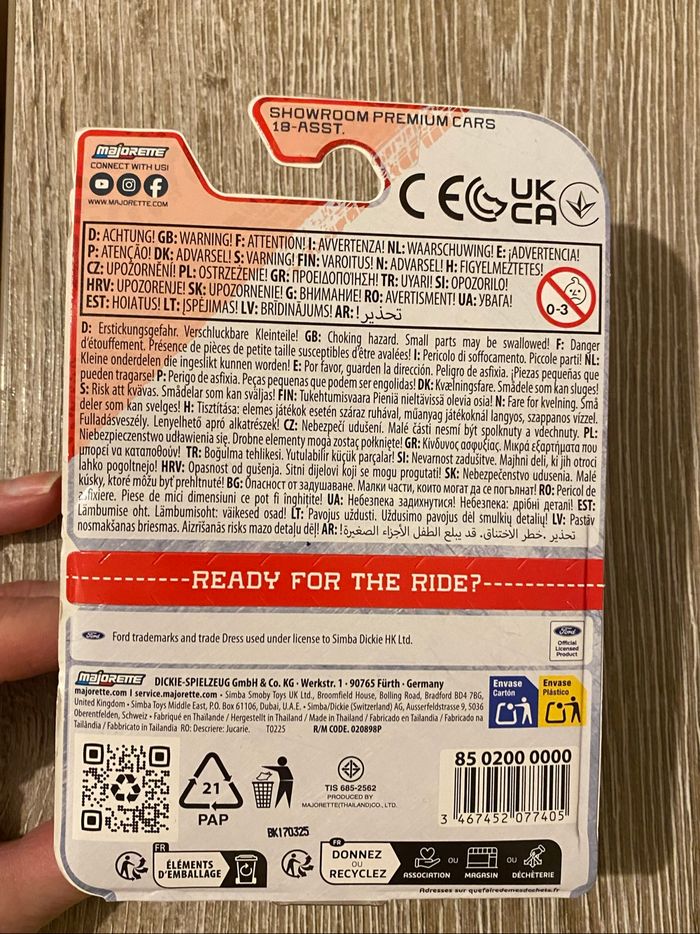 SHOWROOM PREMIUM CARS
18-ASST.
majorette
CONNECT WITH US!
WWW.MAJORETTE.COM
CE
UK
CA
D: ACHTUNG! GB: WARNING! F: ATTENTION! I: AVVERTENZA! NL: WAARSCHUWING! E: ¡ADVERTENCIA!
P: ATENÇÃO! DK: ADVARSEL! S: VARNING! FIN: VAROITUS! N: ADVARSEL! H: FIGYELMEZTETES!
CZ: UPOŽORNĚNÍ! PL: OSTRZEŻENIE! GR: ΠΡΟΕΙΔΟΠΟΙΗΣΗ! TR: UYARI! SI: OPOZORILO!
HRV: UPOZORENJE! SK: UPOZORNENIE! G: ВНИМАНИЕ! RO: AVERTISMENT! UA: УВАГА!
EST: HOIATUS! LT: ĮSPĖJIMAS! LV: BRĪDINĀJUMS! AR: تحذير!
0-3
D: Erstickungsgefahr. Verschluckbare Kleinteile! GB: Choking hazard. Small parts may be swallowed! F: Danger
d'étouffement. Présence de pièces de petite taille susceptibles d'être avalées! I: Pericolo di soffocamento. Piccole parti! NL:
Kleine onderdelen die ingeslikt kunnen worden! E: Por favor, guarden la dirección. Peligro de asfixia. ¡Piezas pequeñas que
pueden tragarse! P: Perigo de asfixia. Peças pequenas que podem ser engolidas! DK: Kvælningsfare. Smådele som kan sluges!
S: Risk att kvävas. Smådelar som kan sväljas! FIN: Tukehtumisvaara Pieniä nieltävissä olevia osia! N: Fare for kvelning. Små
deler som kan svelges! H: Tisztítása: elemes játékok esetén száraz ruhával, műanyag játékoknál langyos, szappanos vízzel.
Fulladásveszély. Lenyelhető apró alkatrészek! CZ: Nebezpečí udušení. Malé části nesmí být spolknuty a vdechnuty. PL:
Niebezpieczenstwo udławienia się. Drobne elementy mogą zostać połknięte! GR: Κίνδυνος ασφυξίας. Μικρά εξαρτήματα που
μπορεί να καταποθούν! TR: Boğulma tehlikesi. Yutulabilir küçük parçalar! SI: Nevarnost zadušitve. Majhni deli, ki jih otroci
lahko pogoltnejo! HRV: Opasnost od gušenja. Sitni dijelovi koji se mogu progutati! SK: Nebezpečenstvo udusenia. Malé
kúsky, ktoré môžu byť prehltnuté! BG: Опасност от задушаване. Малки части, които могат да се погълнат! RO: Pericol de
asfixiere. Piese de mici dimensiuni ce pot fi înghițite! UA: Небезпека задихнутися! Небезпека: дрібні деталі! EST:
Lämbumise oht. Lämbumisoht: väikesed osad! LT: Pavojus uždusti. Uždusimo pavojus dėl smulkių detalių! LV: Pastāv
nosmakšanas briesmas. Aizrīšanās risks mazo detaļu dēļ! AR: تحذير. خطر الاختناق. قد يبلع الطفل الأجزاء الصغيرة!
READY FOR THE RIDE?
Ford
Ford trademarks and trade Dress used under license to Simba Dickie HK Ltd.
Ford
Official
Licensed
Product
majorette DICKIE-SPIELZEUG GmbH & Co. KG · Werkstr. 1 · 90765 Fürth · Germany
majorette.com | service.majorette.com · Simba Smoby Toys UK Ltd., Broomfield House, Bolling Road, Bradford BD4 7BG,
United Kingdom · Simba Toys Middle East, P.O. Box 61106, Dubai, U.A.E. · Simba/Dickie (Switzerland) AG, Ausserfeldstrasse 9, 5036
Oberentfelden, Schweiz · Fabriqué en Thaïlande / Hergestellt in Thailand / Made in Thailand / Fabricado en Tailandia / Fabricado na
Tailândia / Fabbricato in Tailandia RO: Descriere: Jucarie. T0225 R/M CODE. 020898P
Envase
Cartón
Envase
Plástico
21
PAP
TIS 685-2562
PRODUCED BY
MAJORETTE(THAILAND)CO., LTD.
85 0200 0000
3 467452 077405
BK170325
FR
ÉLÉMENTS
D'EMBALLAGE
FR
DONNEZ
OU
RECYCLEZ
ASSOCIATION
OU
MAGASIN
OU
DÉCHÈTERIE
Adresses sur quefairedemesdechets.fr